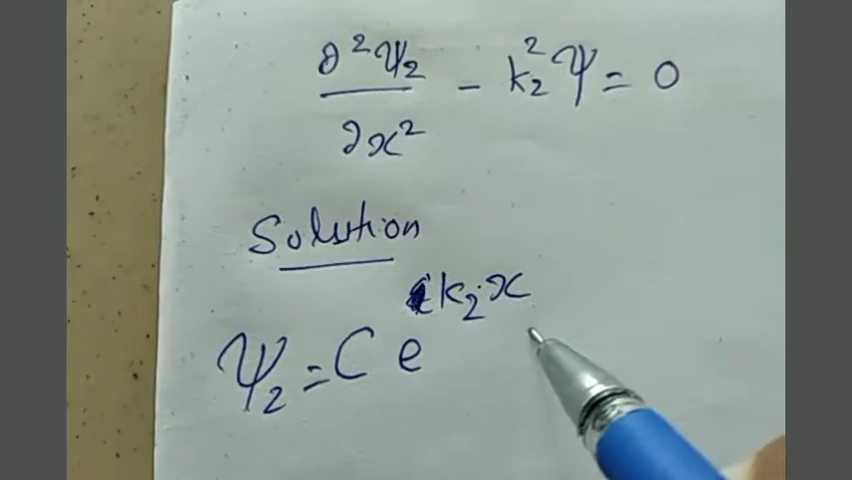 ∂²Ψ₂/∂x² - k₂²Ψ = 0
Solution
Ψ₂ = C e^{k₂x}